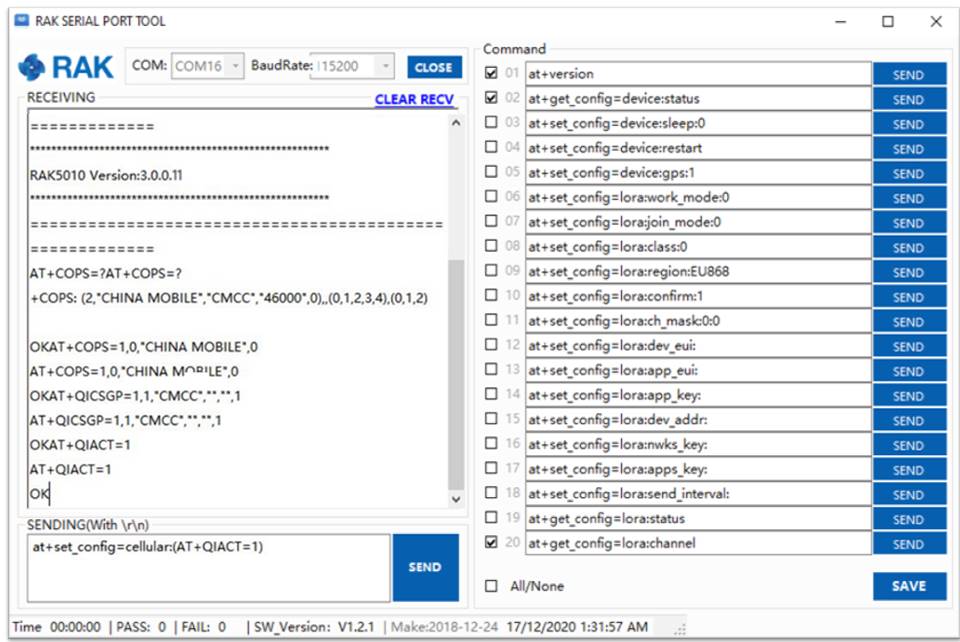 RAK SERIAL PORT TOOL
RAK COM: COM16 BaudRate: 115200 CLOSE
RECEIVING CLEAR RECV
=============
RAK5010 Version:3.0.0.11
=============
AT+COPS=?AT+COPS=?
+COPS: (2,"CHINA MOBILE","CMCC","46000",0),,(0,1,2,3,4),(0,1,2)
OKAT+COPS=1,0,"CHINA MOBILE",0
AT+COPS=1,0,"CHINA MOBILE",0
OKAT+QICSGP=1,1,"CMCC","","",1
AT+QICSGP=1,1,"CMCC","","",1
OKAT+QIACT=1
AT+QIACT=1
OK
SENDING(With \r\n)
at+set_config=cellular:(AT+QIACT=1)
SEND
Command
01 at+version SEND
02 at+get_config=device:status SEND
03 at+set_config=device:sleep:0 SEND
04 at+set_config=device:restart SEND
05 at+set_config=device:gps:1 SEND
06 at+set_config=lora:work_mode:0 SEND
07 at+set_config=lora:join_mode:0 SEND
08 at+set_config=lora:class:0 SEND
09 at+set_config=lora:region:EU868 SEND
10 at+set_config=lora:confirm:1 SEND
11 at+set_config=lora:ch_mask:0:0 SEND
12 at+set_config=lora:dev_eui: SEND
13 at+set_config=lora:app_eui: SEND
14 at+set_config=lora:app_key: SEND
15 at+set_config=lora:dev_addr: SEND
16 at+set_config=lora:nwks_key: SEND
17 at+set_config=lora:apps_key: SEND
18 at+set_config=lora:send_interval: SEND
19 at+get_config=lora:status SEND
20 at+get_config=lora:channel SEND
All/None SAVE
Time 00:00:00 | PASS: 0 | FAIL: 0 | SW_Version: V1.2.1 | Make:2018-12-24 17/12/2020 1:31:57 AM